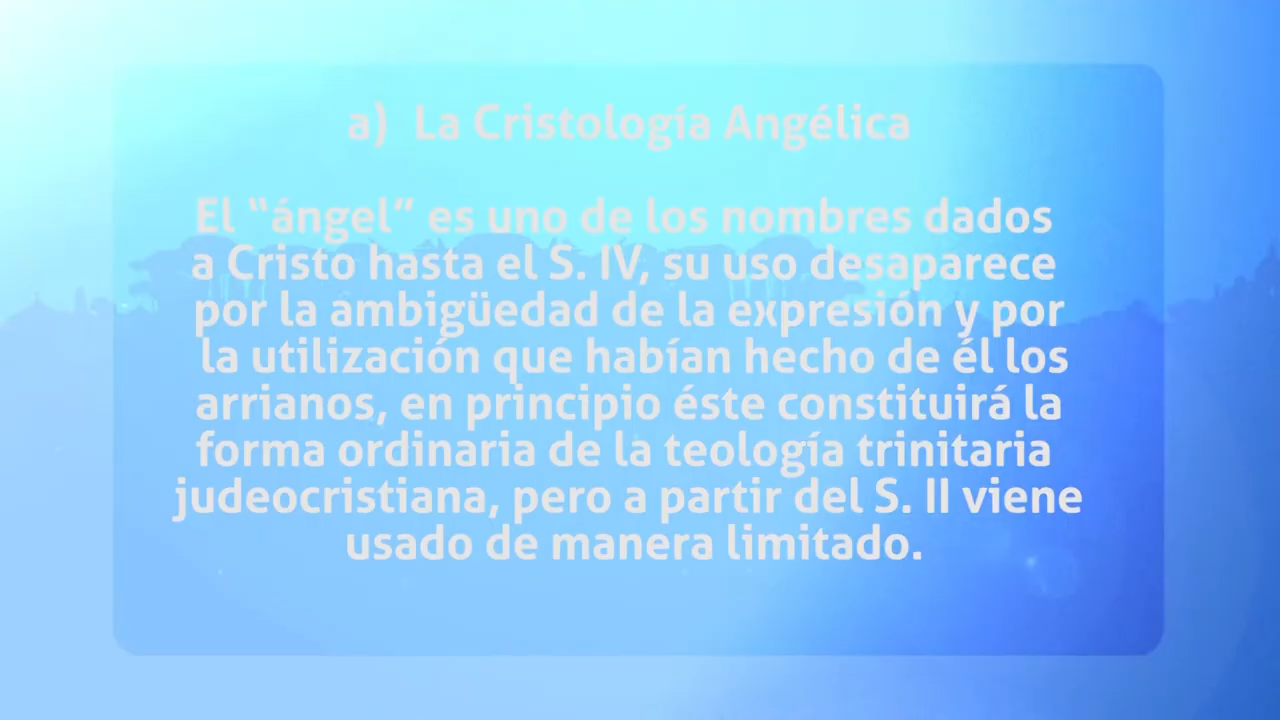 a) La Cristología Angélica
El “ángel” es uno de los nombres dados
a Cristo hasta el S. IV, su uso desaparece
por la ambigüedad de la expresión y por
la utilización que habían hecho de él los
arrianos, en principio éste constituirá la
forma ordinaria de la teología trinitaria
judeocristiana, pero a partir del S. II viene
usado de manera limitado.